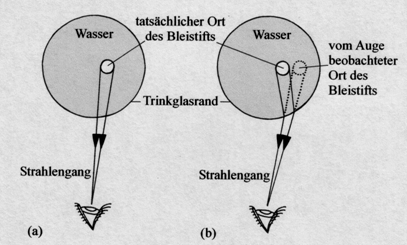 Wasser
tatsächlicher Ort
des Bleistifts
Wasser
vom Auge
beobachteter
Ort des
Bleistifts
Trinkglasrand
Strahlengang
Strahlengang
(a)
(b)